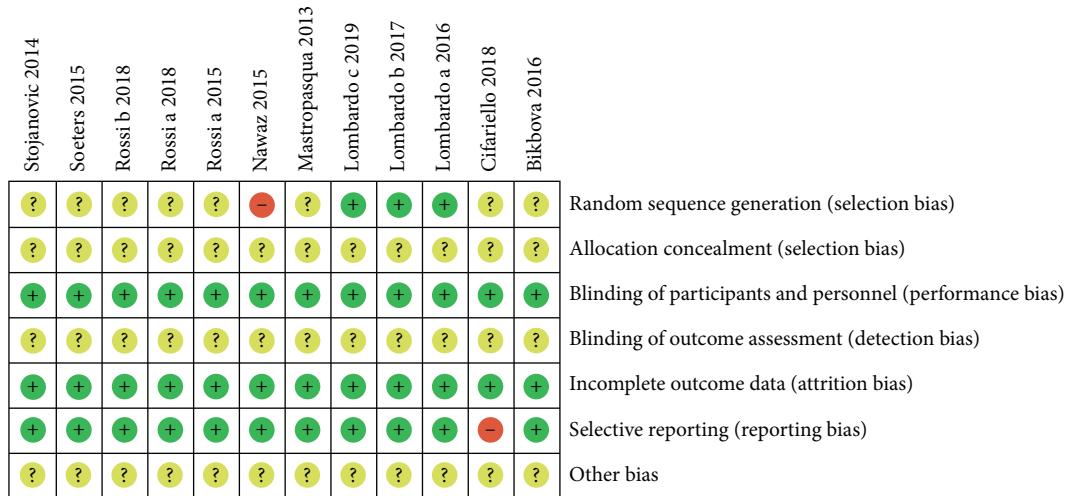 Stojanovic 2014
Soeters 2015
Rossi b 2018
Rossi a 2018
Rossi a 2015
Nawaz 2015
Mastropasqua 2013
Lombardo c 2019
Lombardo b 2017
Lombardo a 2016
Cifariello 2018
Bikbova 2016
? ? ? ? ? – ? + + + ? ? Random sequence generation (selection bias)
? ? ? ? ? ? ? ? ? ? ? ? Allocation concealment (selection bias)
+ + + + + + + + + + + + Blinding of participants and personnel (performance bias)
? ? ? ? ? ? ? ? ? ? ? ? Blinding of outcome assessment (detection bias)
+ + + + + + + + + + + + Incomplete outcome data (attrition bias)
+ + + + + + + + + + – + Selective reporting (reporting bias)
? ? ? ? ? ? ? ? ? ? ? ? Other bias